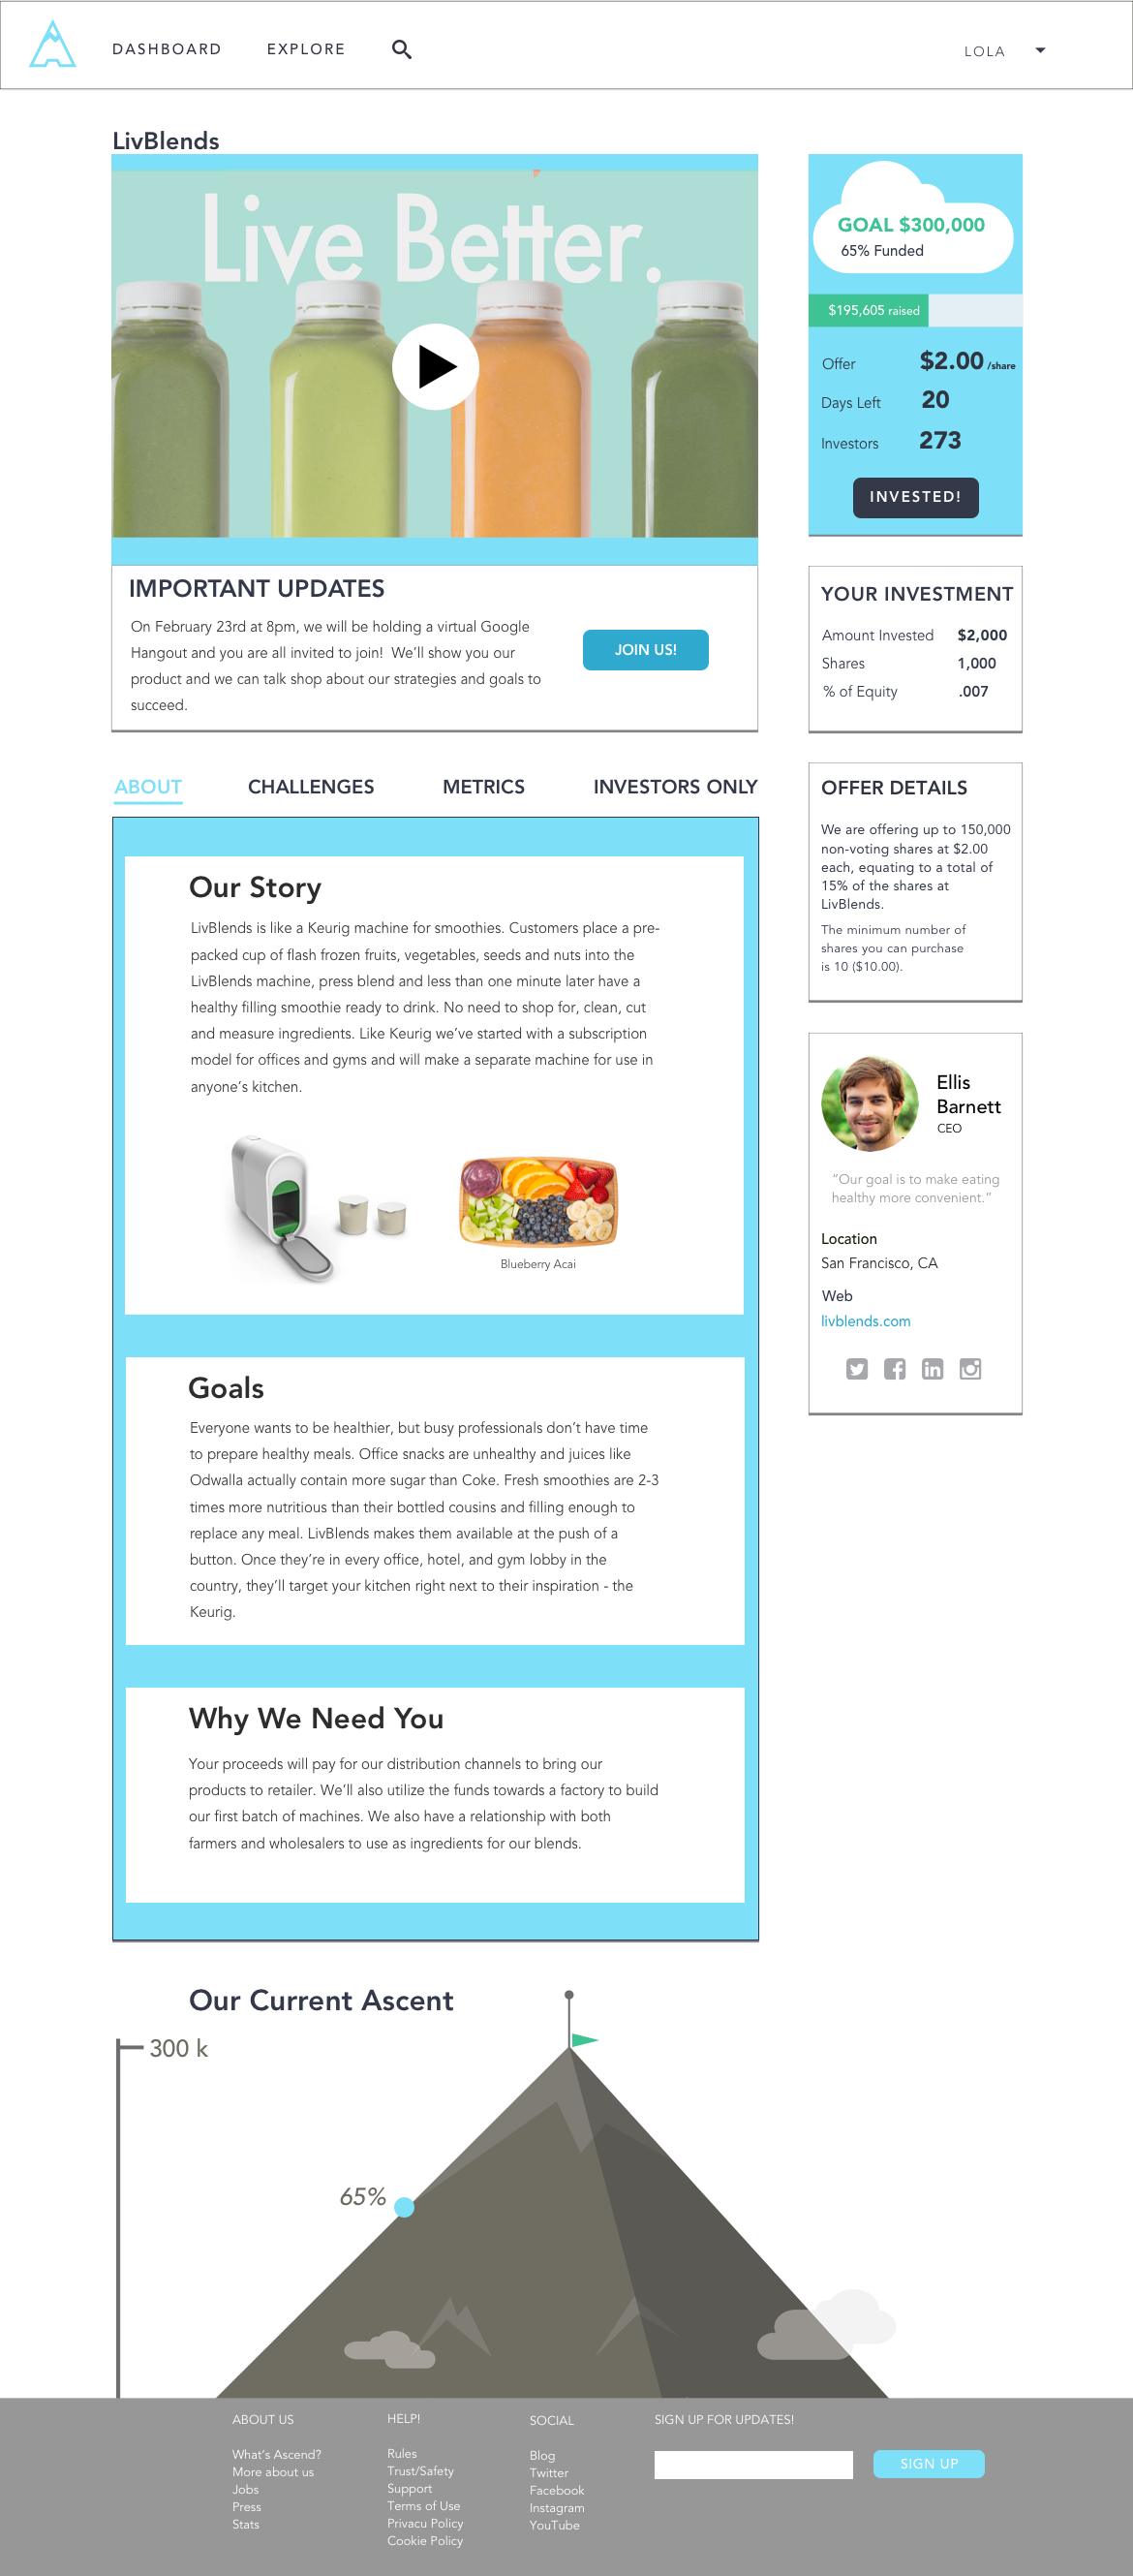 DASHBOARD
EXPLORE
LOLA
LivBlends
Live Better.
IMPORTANT UPDATES
On February 23rd at 8pm, we will be holding a virtual Google
Hangout and you are all invited to join! We'll show you our
product and we can talk shop about our strategies and goals to
succeed.
JOIN US!
GOAL $300,000
65% Funded
$195,605 raised
Offer $2.00 /share
Days Left 20
Investors 273
INVESTED!
YOUR INVESTMENT
Amount Invested $2,000
Shares 1,000
% of Equity .007
OFFER DETAILS
We are offering up to 150,000
non-voting shares at $2.00
each, equating to a total of
15% of the shares at
LivBlends.
The minimum number of
shares you can purchase
is 10 ($10.00).
Ellis
Barnett
CEO
“Our goal is to make eating
healthy more convenient.”
Location
San Francisco, CA
Web
livblends.com
ABOUT
CHALLENGES
METRICS
INVESTORS ONLY
Our Story
LivBlends is like a Keurig machine for smoothies. Customers place a pre-
packed cup of flash frozen fruits, vegetables, seeds and nuts into the
LivBlends machine, press blend and less than one minute later have a
healthy filling smoothie ready to drink. No need to shop for, clean, cut
and measure ingredients. Like Keurig we've started with a subscription
model for offices and gyms and will make a separate machine for use in
anyone's kitchen.
Blueberry Acai
Goals
Everyone wants to be healthier, but busy professionals don't have time
to prepare healthy meals. Office snacks are unhealthy and juices like
Odwalla actually contain more sugar than Coke. Fresh smoothies are 2-3
times more nutritious than their bottled cousins and filling enough to
replace any meal. LivBlends makes them available at the push of a
button. Once they're in every office, hotel, and gym lobby in the
country, they'll target your kitchen right next to their inspiration - the
Keurig.
Why We Need You
Your proceeds will pay for our distribution channels to bring our
products to retailer. We'll also utilize the funds towards a factory to build
our first batch of machines. We also have a relationship with both
farmers and wholesalers to use as ingredients for our blends.
Our Current Ascent
300 k
65%
ABOUT US
What's Ascend?
More about us
Jobs
Press
Stats
HELP!
Rules
Trust/Safety
Support
Terms of Use
Privacu Policy
Cookie Policy
SOCIAL
Blog
Twitter
Facebook
Instagram
YouTube
SIGN UP FOR UPDATES!
SIGN UP